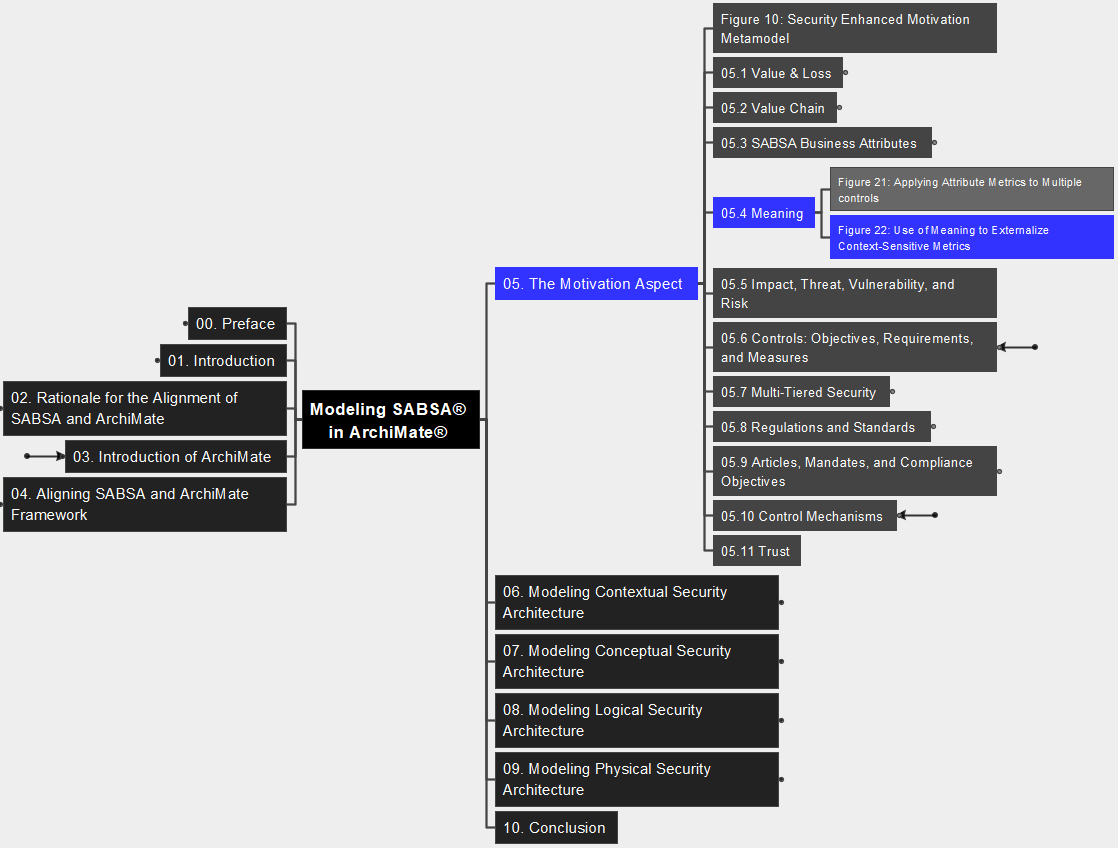 Modeling SABSA®
in ArchiMate®
00. Preface
01. Introduction
02. Rationale for the Alignment of
SABSA and ArchiMate
03. Introduction of ArchiMate
04. Aligning SABSA and ArchiMate
Framework
05. The Motivation Aspect
Figure 10: Security Enhanced Motivation
Metamodel
05.1 Value & Loss
05.2 Value Chain
05.3 SABSA Business Attributes
05.4 Meaning
Figure 21: Applying Attribute Metrics to Multiple
controls
Figure 22: Use of Meaning to Externalize
Context-Sensitive Metrics
05.5 Impact, Threat, Vulnerability, and
Risk
05.6 Controls: Objectives, Requirements,
and Measures
05.7 Multi-Tiered Security
05.8 Regulations and Standards
05.9 Articles, Mandates, and Compliance
Objectives
05.10 Control Mechanisms
05.11 Trust
06. Modeling Contextual Security
Architecture
07. Modeling Conceptual Security
Architecture
08. Modeling Logical Security
Architecture
09. Modeling Physical Security
Architecture
10. Conclusion